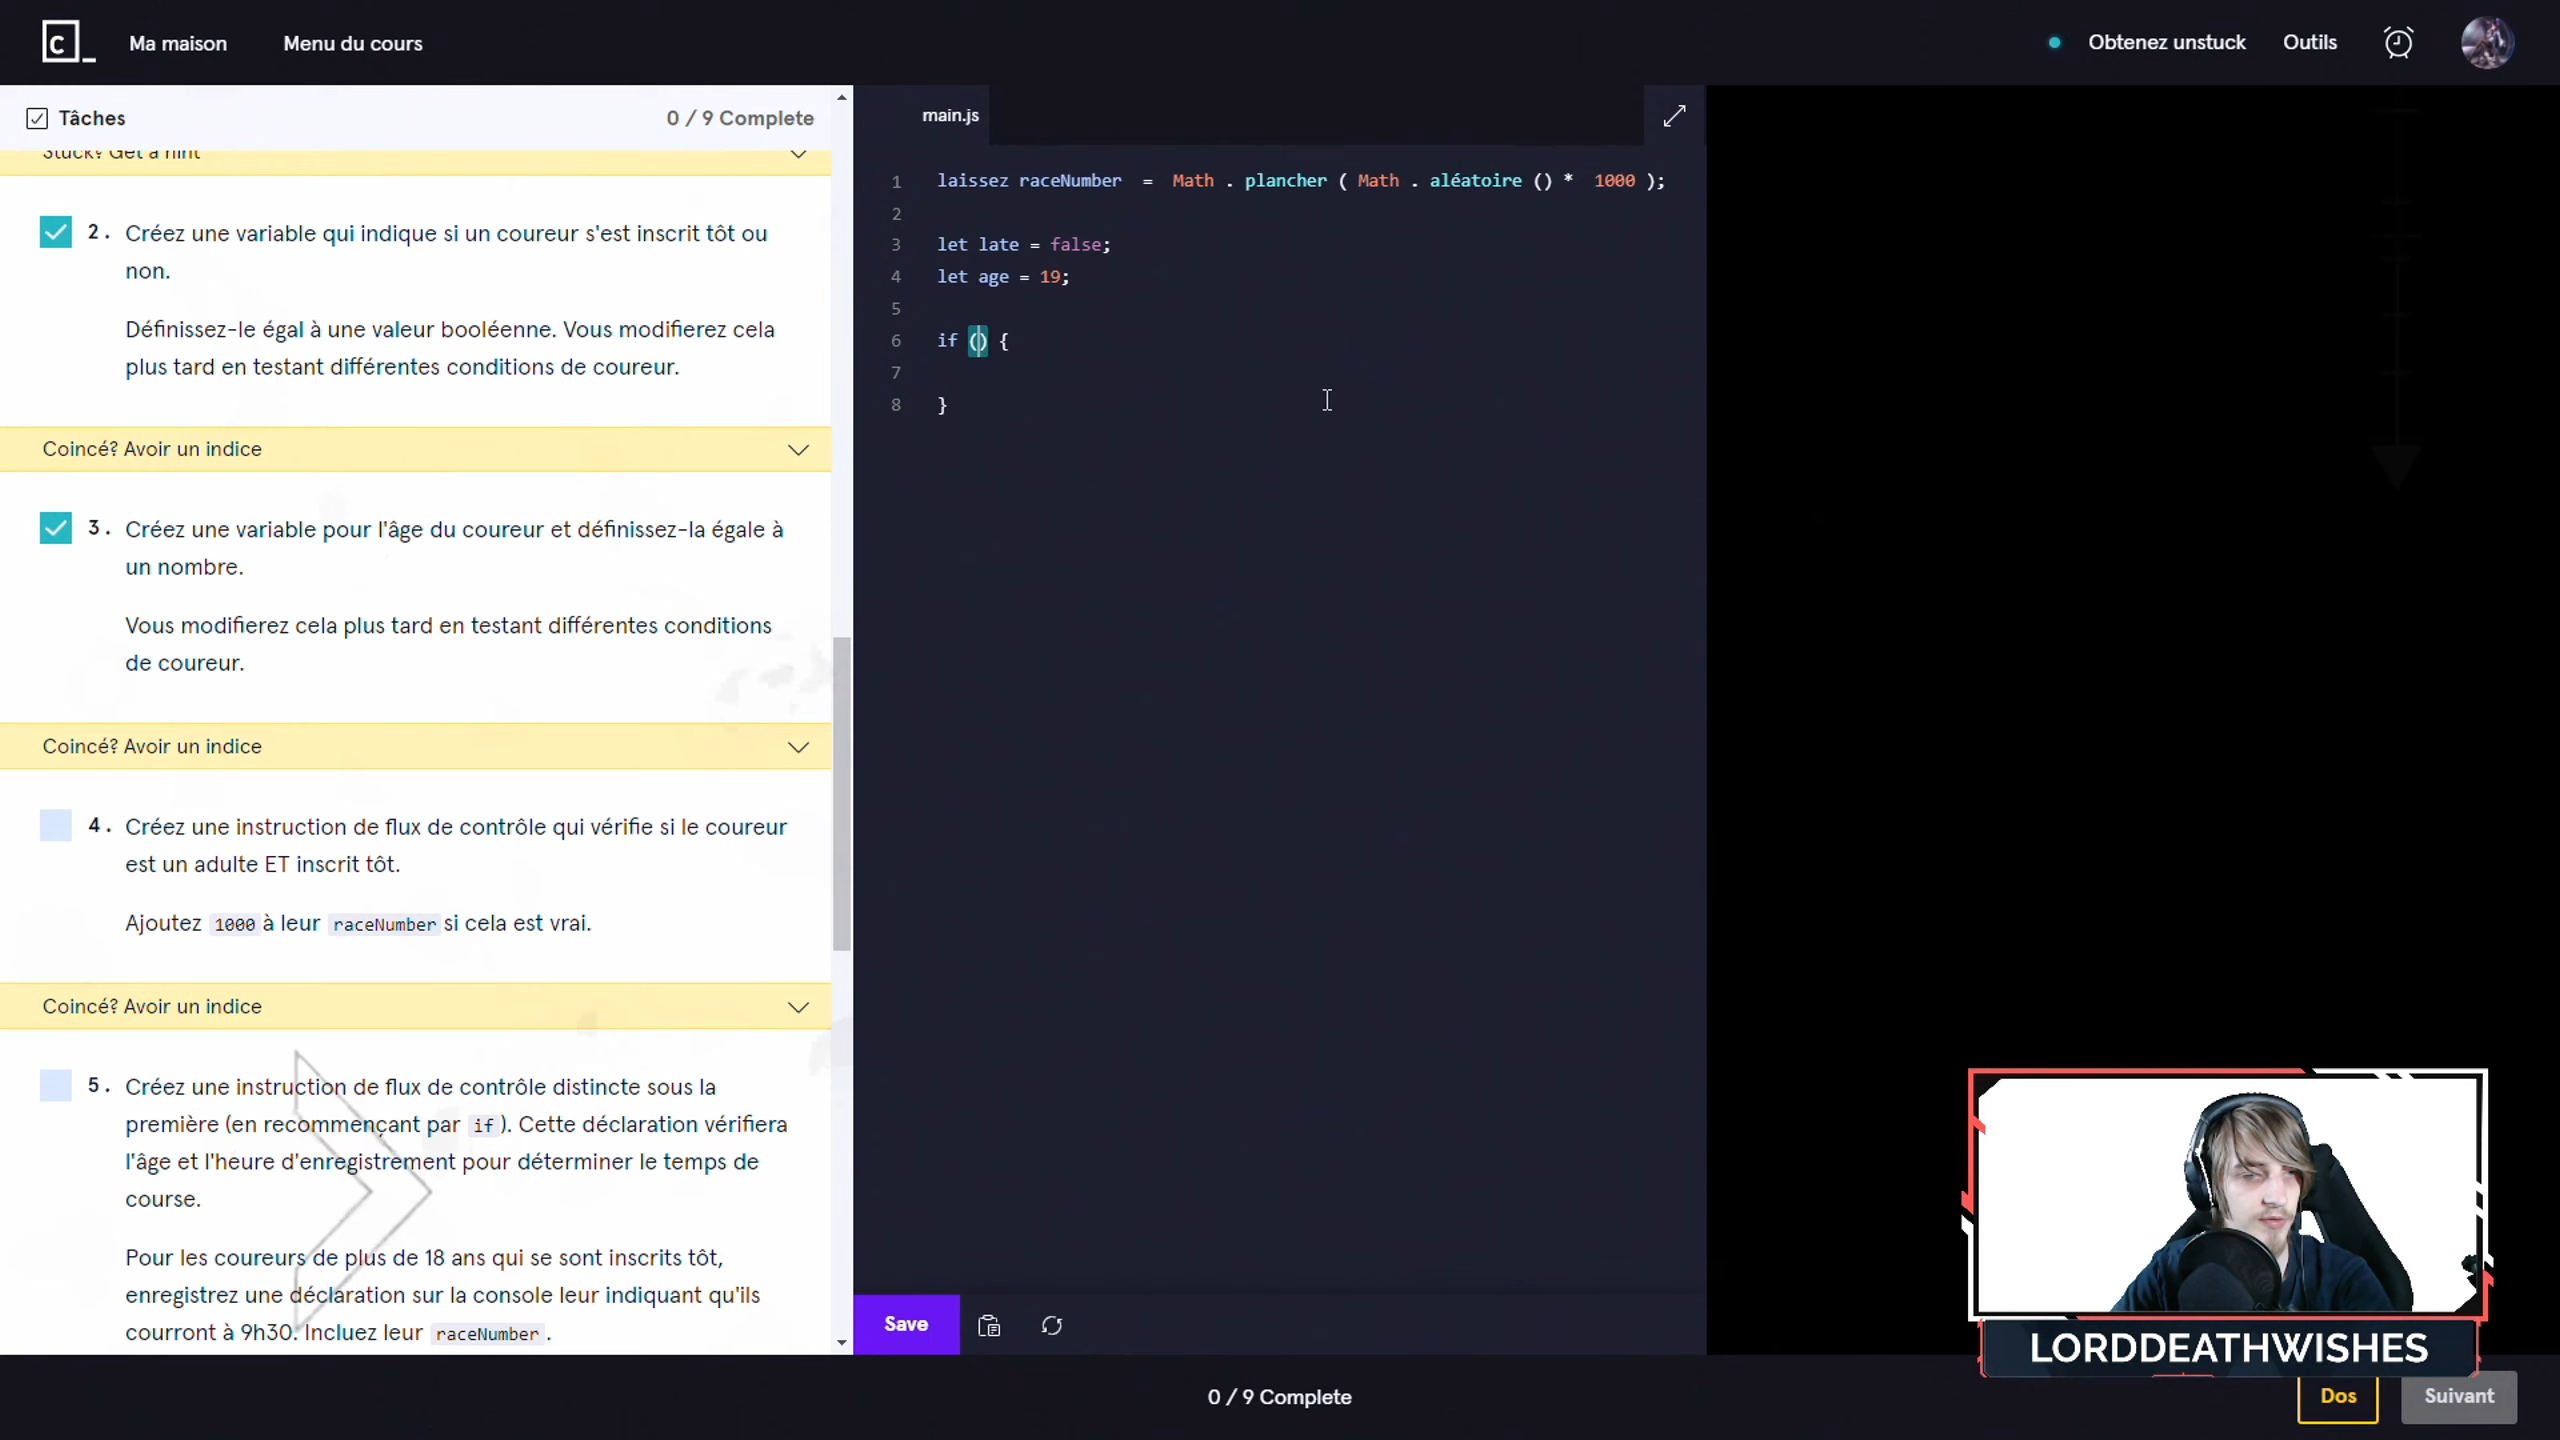 C_
Ma maison
Menu du cours
Obtenez unstuck
Outils
Tâches
0 / 9 Complete
Stuck? Get a hint
2. Créez une variable qui indique si un coureur s'est inscrit tôt ou
non.
Définissez-le égal à une valeur booléenne. Vous modifierez cela
plus tard en testant différentes conditions de coureur.
Coincé? Avoir un indice
3. Créez une variable pour l'âge du coureur et définissez-la égale à
un nombre.
Vous modifierez cela plus tard en testant différentes conditions
de coureur.
Coincé? Avoir un indice
4. Créez une instruction de flux de contrôle qui vérifie si le coureur
est un adulte ET inscrit tôt.
Ajoutez 1000 à leur raceNumber si cela est vrai.
Coincé? Avoir un indice
5. Créez une instruction de flux de contrôle distincte sous la
première (en recommençant par if ). Cette déclaration vérifiera
l'âge et l'heure d'enregistrement pour déterminer le temps de
course.
Pour les coureurs de plus de 18 ans qui se sont inscrits tôt,
enregistrez une déclaration sur la console leur indiquant qu'ils
courront à 9h30. Incluez leur raceNumber .
main.js
1 laissez raceNumber = Math . plancher ( Math . aléatoire () * 1000 );
2
3 let late = false;
4 let age = 19;
5
6 if () {
7
8 }
Save
LORDDEATHWISHES
0 / 9 Complete
Dos
Suivant